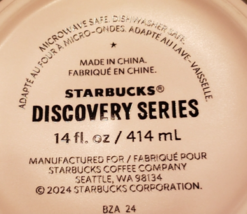 MICROWAVE SAFE. DISHWASHER SAFE.
ADAPTÉ AU FOUR À MICRO-ONDES. ADAPTÉ AU LAVE-VAISSELLE.
MADE IN CHINA.
FABRIQUÉ EN CHINE.
STARBUCKS®
DISCOVERY SERIES
14 fl. oz / 414 mL
MANUFACTURED FOR / FABRIQUÉ POUR
STARBUCKS COFFEE COMPANY
SEATTLE, WA 98134
© 2024 STARBUCKS CORPORATION.
BZA 24